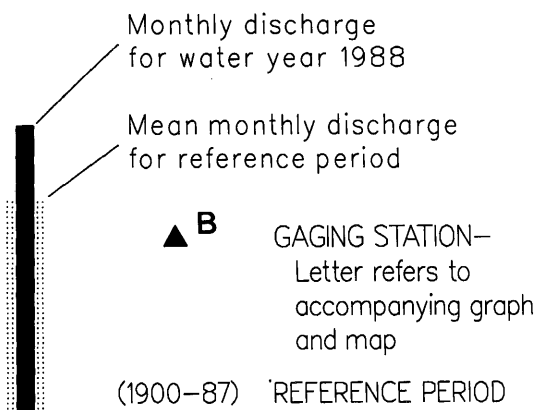 Monthly discharge
for water year 1988
Mean monthly discharge
for reference period
B GAGING STATION—
Letter refers to
accompanying graph
and map
(1900–87) REFERENCE PERIOD